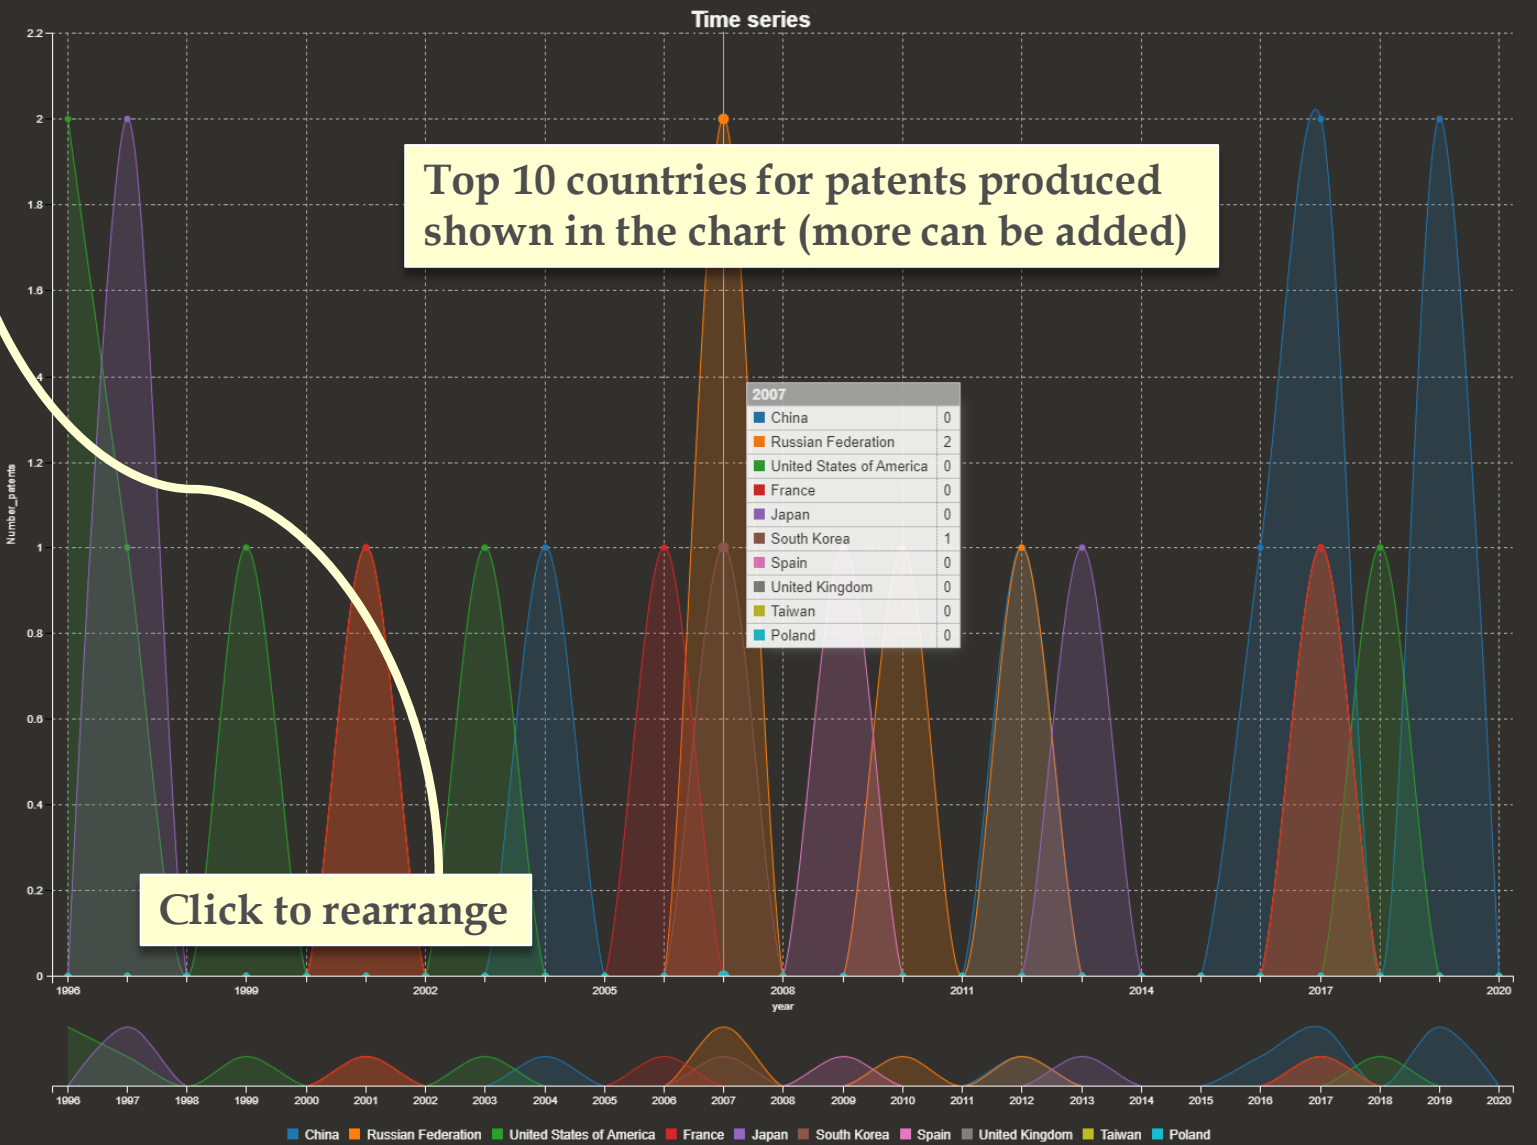 Time series
2.2
2
1.8
1.6
4
1.2
1
0.8
0.6
0.4
0.2
0
Number_patents
Top 10 countries for patents produced
shown in the chart (more can be added)
2007
China 0
Russian Federation 2
United States of America 0
France 0
Japan 0
South Korea 1
Spain 0
United Kingdom 0
Taiwan 0
Poland 0
Click to rearrange
1996 1999 2002 2005 2008 2011 2014 2017 2020
year
1996 1997 1998 1999 2000 2001 2002 2003 2004 2005 2006 2007 2008 2009 2010 2011 2012 2013 2014 2015 2016 2017 2018 2019 2020
China Russian Federation United States of America France Japan South Korea Spain United Kingdom Taiwan Poland